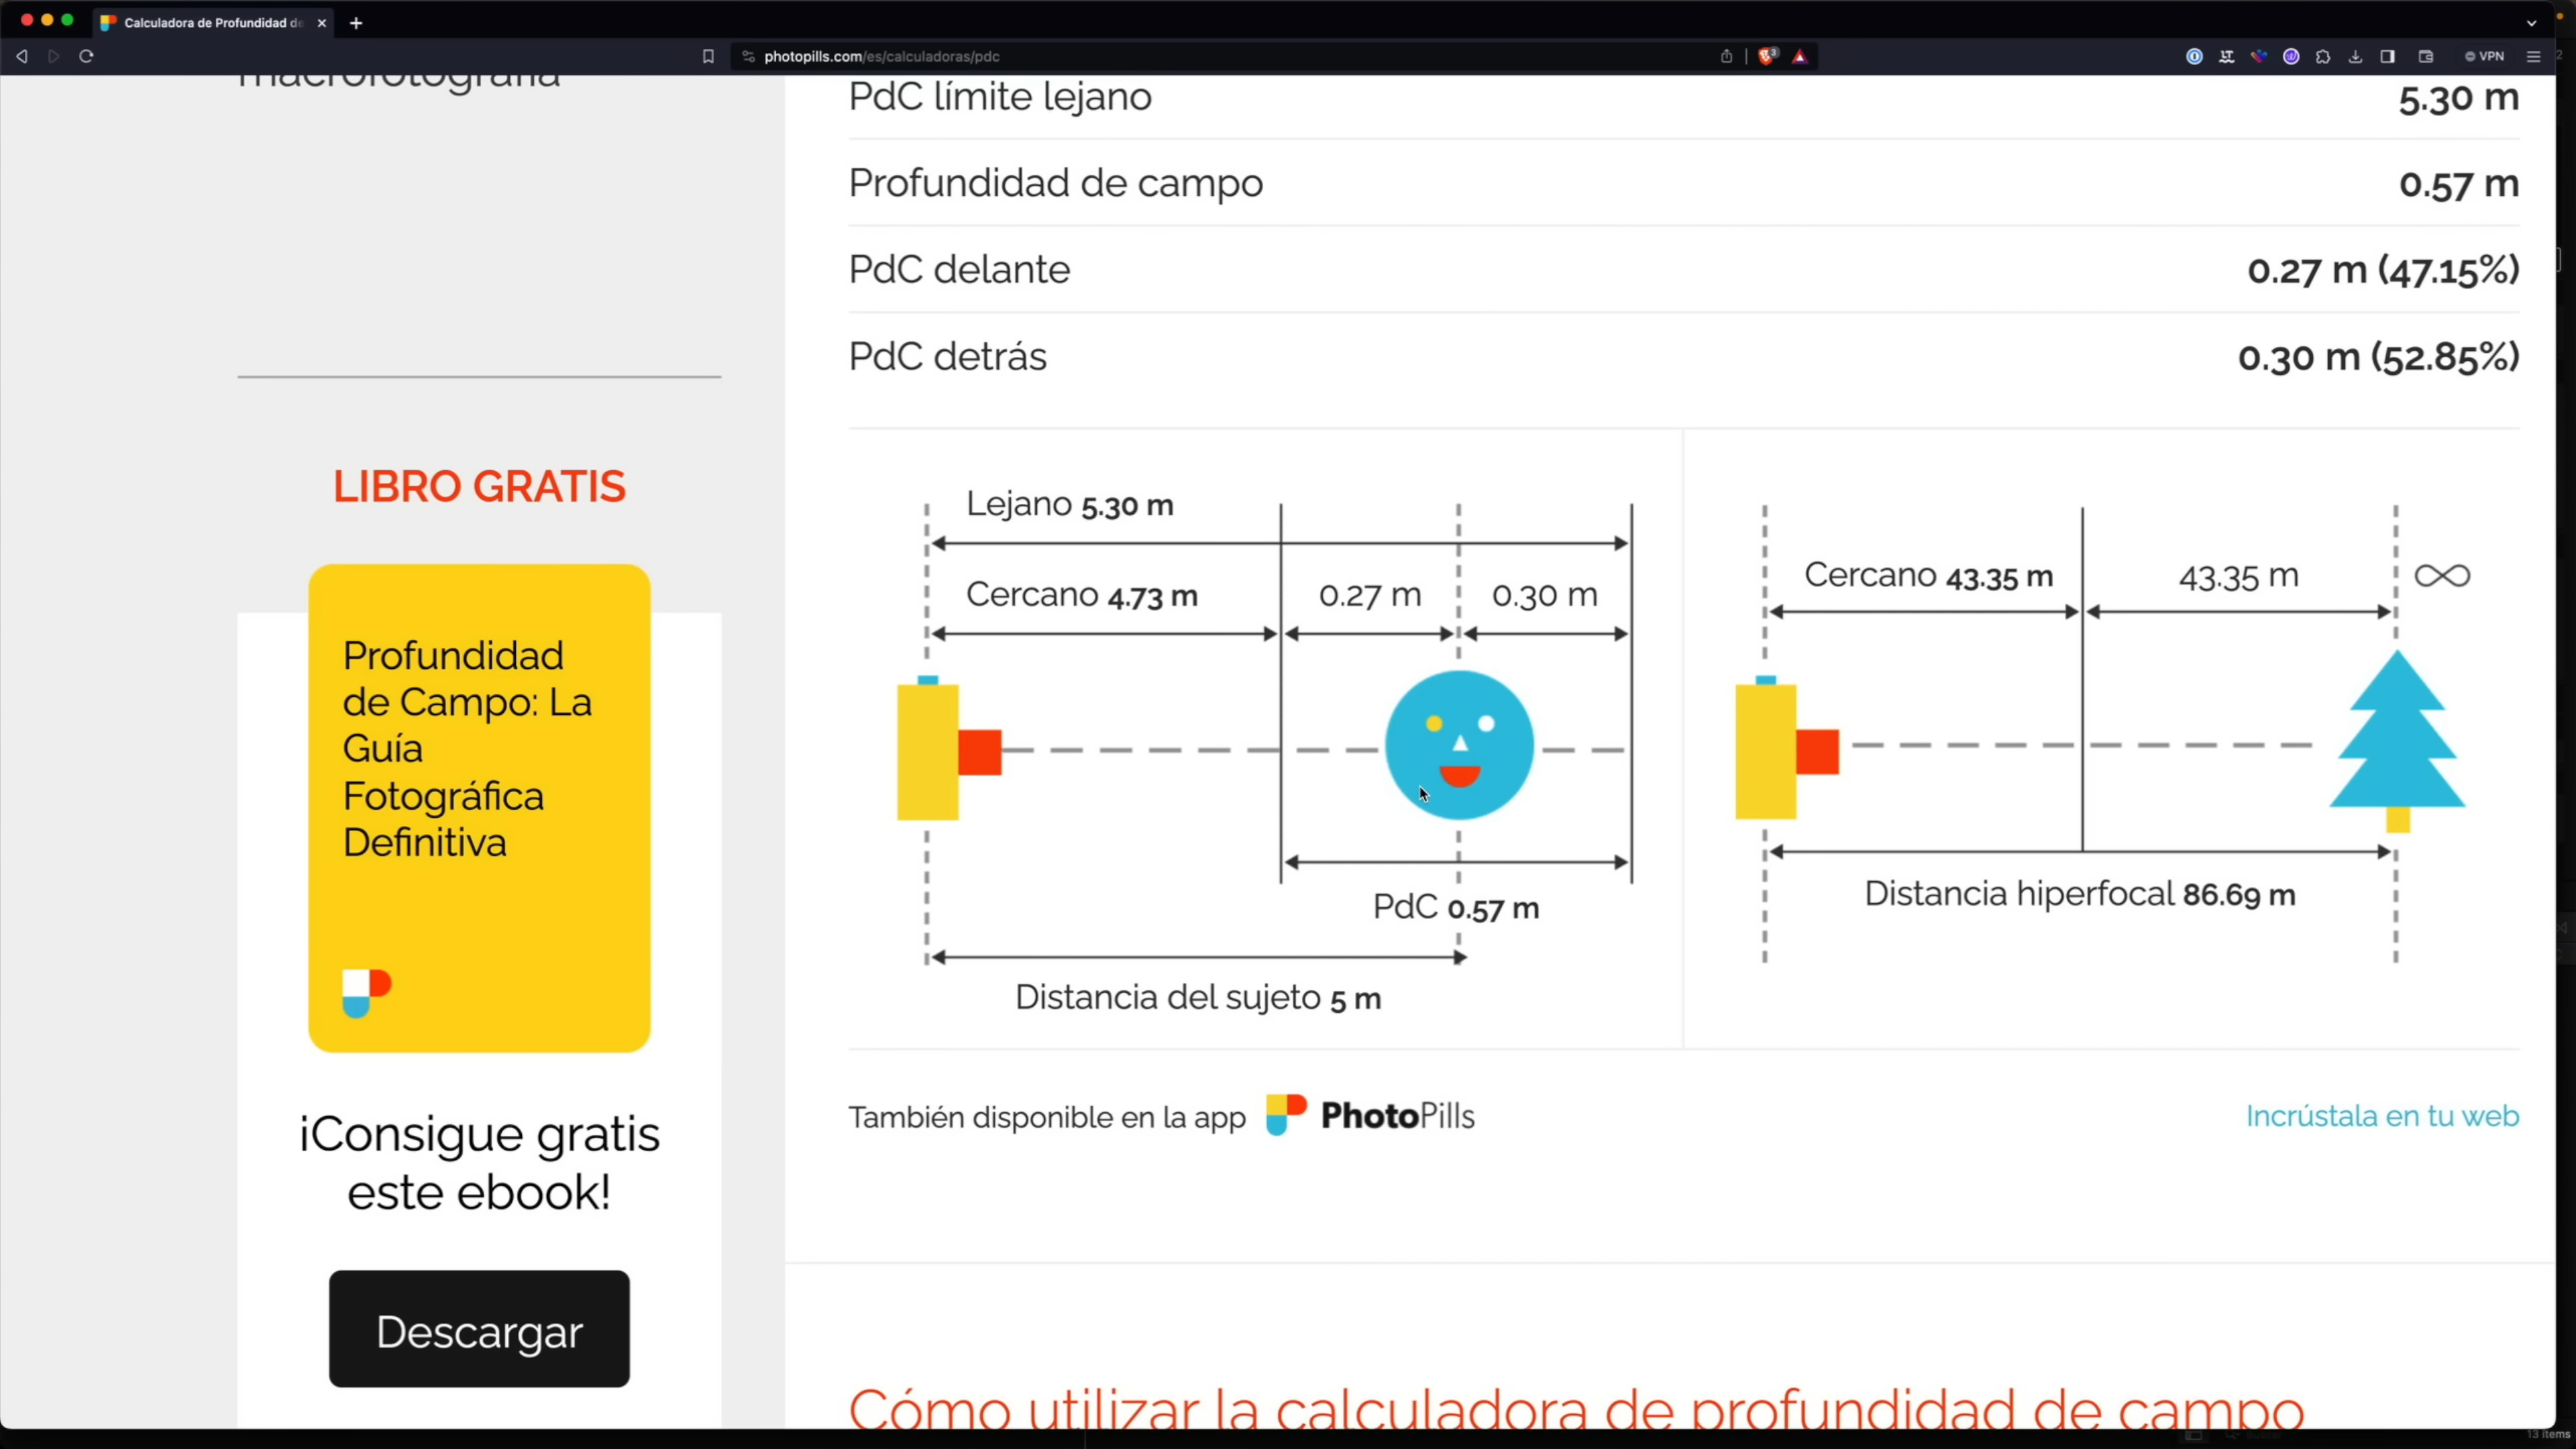 Calculadora de Profundidad de
photopills.com/es/calculadoras/pdc
VPN
macrofotografía
PdC límite lejano 5.30 m
Profundidad de campo 0.57 m
PdC delante 0.27 m (47.15%)
PdC detrás 0.30 m (52.85%)
LIBRO GRATIS
Profundidad
de Campo: La
Guía
Fotográfica
Definitiva
¡Consigue gratis
este ebook!
Descargar
Lejano 5.30 m
Cercano 4.73 m 0.27 m 0.30 m
PdC 0.57 m
Distancia del sujeto 5 m
Cercano 43.35 m 43.35 m ∞
Distancia hiperfocal 86.69 m
También disponible en la app PhotoPills
Incrústala en tu web
Cómo utilizar la calculadora de profundidad de campo
13 items